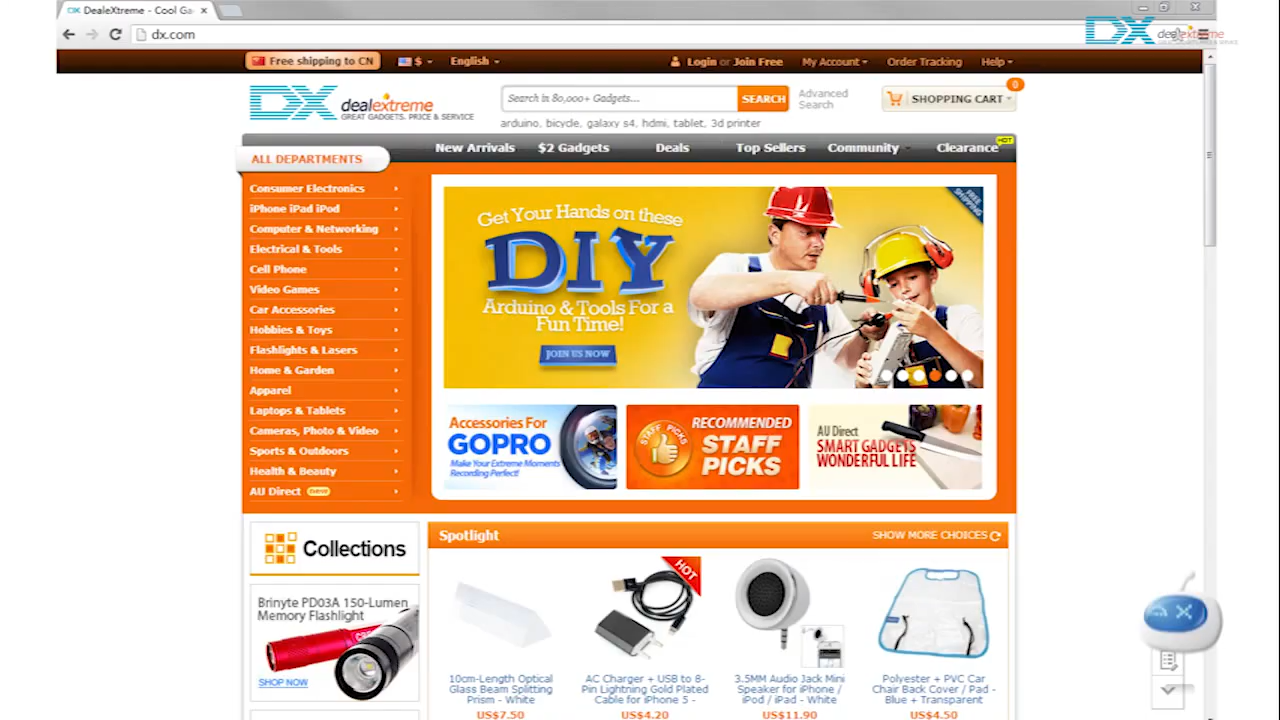 DealeXtreme - Cool Ga
dx.com
DX dealextreme
Free shipping to CN
$
English
Login or Join Free
My Account
Order Tracking
Help
DX dealextreme
GREAT GADGETS. PRICE & SERVICE
Search in 80,000+ Gadgets...
SEARCH
Advanced
Search
SHOPPING CART
0
arduino, bicycle, galaxy s4, hdmi, tablet, 3d printer
ALL DEPARTMENTS
New Arrivals
$2 Gadgets
Deals
Top Sellers
Community
Clearance
HOT
Consumer Electronics
iPhone iPad iPod
Computer & Networking
Electrical & Tools
Cell Phone
Video Games
Car Accessories
Hobbies & Toys
Flashlights & Lasers
Home & Garden
Apparel
Laptops & Tablets
Cameras, Photo & Video
Sports & Outdoors
Health & Beauty
AU Direct
Get Your Hands on these
DIY
Arduino & Tools For a
Fun Time!
JOIN US NOW
FREE
SHIPPING
Accessories For
GOPRO
Make Your Extreme Moments
Recording Perfect!
STAFF PICKS
RECOMMENDED
STAFF
PICKS
AU Direct
SMART GADGETS
WONDERFUL LIFE
Collections
Brinyte PD03A 150-Lumen
Memory Flashlight
SHOP NOW
Spotlight
SHOW MORE CHOICES
HOT
10cm-Length Optical
Glass Beam Splitting
Prism - White
US$7.50
AC Charger + USB to 8-
Pin Lightning Gold Plated
Cable for iPhone 5 -
US$4.20
3.5MM Audio Jack Mini
Speaker for iPhone /
iPod / iPad - White
US$11.90
Polyester + PVC Car
Chair Back Cover / Pad -
Blue + Transparent
US$4.50